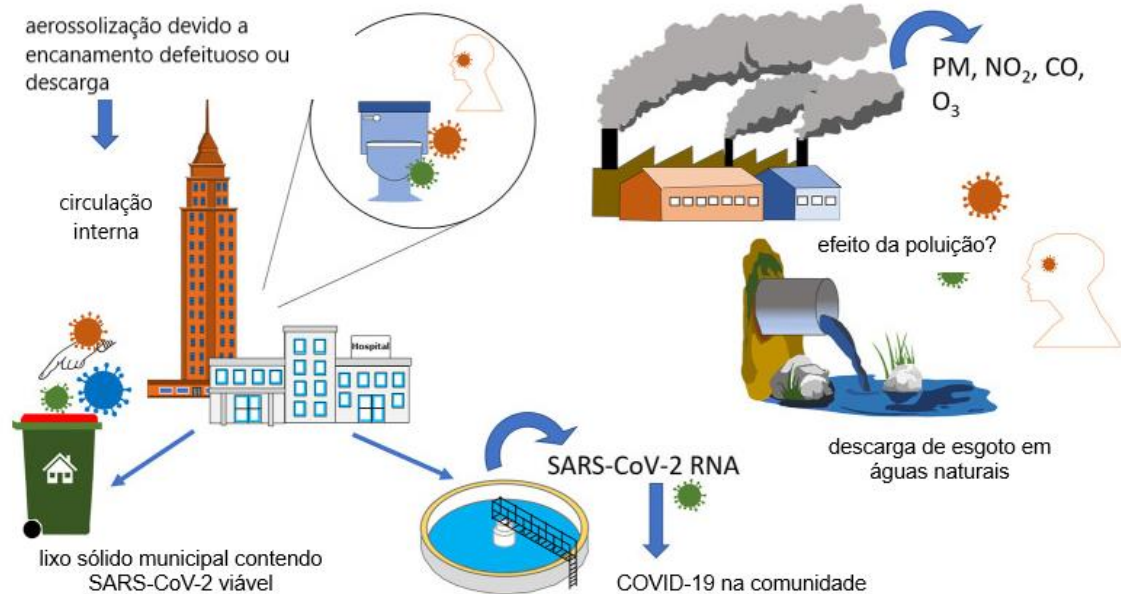 aerossolização devido a
encanamento defeituoso ou
descarga
circulação
interna
Hospital
lixo sólido municipal contendo
SARS-CoV-2 viável
SARS-CoV-2 RNA
COVID-19 na comunidade
PM, NO₂, CO,
O₃
efeito da poluição?
descarga de esgoto em
águas naturais